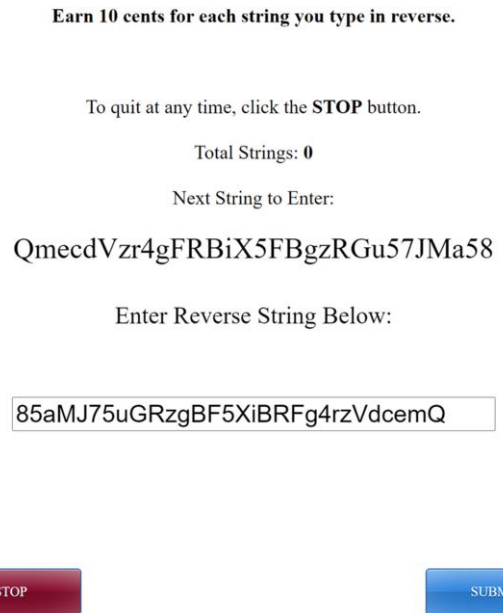 Earn 10 cents for each string you type in reverse.
To quit at any time, click the STOP button.
Total Strings: 0
Next String to Enter:
QmecdVzr4gFRBiX5FBgzRGu57JMa58
Enter Reverse String Below:
85aMJ75uGRzgBF5XiBRFg4rzVdcemQ
TOP
SUBM